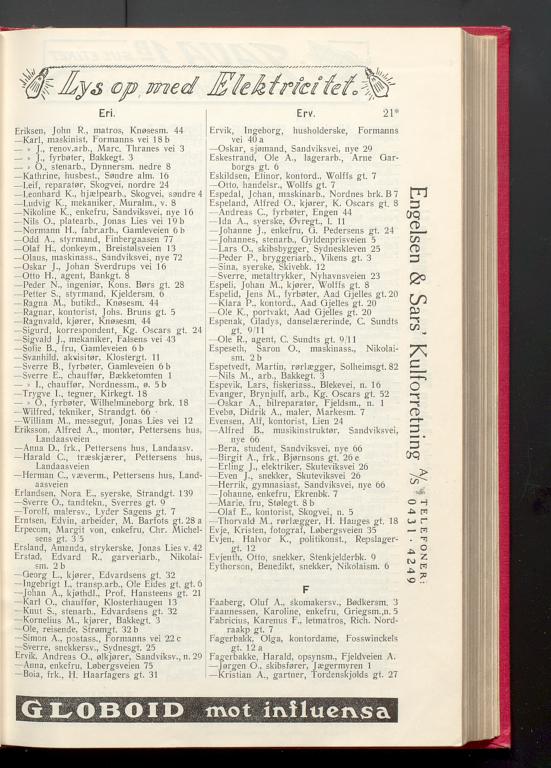 Lys op med Elektricitet.
Eri.
Eriksen, John R., matros, Knøsesm. 44
—Karl, maskinist, Formanns vei 18 b
— » J., renov.arb., Marc. Thranes vei 3
— » J., fyrbøter, Bakkegt. 3
— » O., stenarb., Dynnersm. nedre 8
—Kathrine, husbest., Søndre alm. 16
—Leif, reparatør, Skogvei, nordre 24
—Leonhard K., hjælpearb., Skogvei, søndre 4
—Ludvig K., mekaniker, Muralm., v. 8
—Nikoline K., enkefru, Sandvigst., nye 16
—Nils O., platearb., Jonas Lies vei 19 b
—Normann H., fabr.arb., Gamleveien 6 b
—Odd A., styrmand, Finbergaasen 77
—Olaf H., donkeym., Breistølsveien 13
—Olaus, maskinass., Sandviksvei, nye 72
—Oskar J., Johan Sverdrups vei 16
—Otto H., agent, Bankgt. 8
—Peder N., ingeniør, Kons. Børs gt. 28
—Petter S., styrmand, Kjeldersm. 6
—Ragna M., butikd., Knøsesm. 44
—Ragnar, kontorist, Johs. Bruns gt. 5
—Ragnvald, kjører, Knøsesm. 44
—Sigurd, korrespondent, Kg. Oscars gt. 24
—Sigvald J., mekaniker, Falsens vei 43
—Sofie B., fru, Gamleveien 6 b
—Svanhild, akvisitør, Klostergt. 11
—Sverre B., fyrbøter, Gamleveien 6 b
—Sverre E., chauffør, Bækketomten 1
— » I., chauffør, Nordnessm., ø. 5 b
—Trygve I., tegner, Kirkegt. 18
— » O., fyrbøter, Wilhelmineborg brk. 18
—Wilfred, tekniker, Strandgt. 66
—William M., messegut, Jonas Lies vei 12
Eriksson, Alfred A., montør, Pettersens hus,
Landaasveien
—Anna D., frk., Pettersens hus, Landaasv.
—Harald C., træskjærer, Pettersens hus,
Landaasveien
—Herman C., væverm., Pettersens hus, Land-
aasveien
Erlandsen, Nora E., syerske, Strandgt. 139
—Sverre O., tandtekn., Sverres gt. 9
—Toroff, malersv., Lyder Sagens gt. 7
Erntsen, Edvin, arbeider, M. Barfots gt. 28 a
Erpecom, Margit von, enkefru, Chr. Michel-
sens gt. 3/5
Ersland, Amanda, strykerske, Jonas Lies v. 42
Erstad, Edvard R., garveriarb., Nikolai-
sm. 2 b
—Georg L., kjører, Edvardsens gt. 32
—Ingebrigt I., transp.arb., Ole Eides gt. 6
—Johan A., kjøthdl., Prof. Hansteens gt. 21
—Karl O., chauffør, Klosterhaugen 13
—Knut S., stenarb., Edvardsens gt. 32
—Kornelius M., kjører, Bakkegt. 3
—Ole, reisende, Strømgt. 32 b
—Simon A., postass., Formanns vei 22 c
—Sverre, snekkersv., Sydnesgt. 25
Ervik, Andreas O., ølkjører, Sandviksv., n. 29
—Anna, enkefru, Løbergsveien 75
—Boia, frk., H. Haarfagers gt. 31
Erv.
21*
Ervik, Ingeborg, husholderske, Formanns
vei 40 a
—Oskar, sjømand, Sandviksvei, nye 29
Eskestrand, Ole A., lagerarb., Arne Gar-
borgs gt. 6
Eskildsen, Elinor, kontord., Wolffs gt. 7
—Otto, handelsr., Wolffs gt. 7
Espedal, Johan, maskinarb., Nordnes brk. B 7
Espeland, Alfred O., kjører, K. Oscars gt. 8
—Andreas C., fyrbøter, Engen 44
—Ida A., syerske, Øvregt., l. 11
—Johanne J., enkefru, G. Pedersens gt. 24
—Johannes, stenarb., Gyldenprisveien 5
—Lars O., skibsbygger, Sydneskleven 25
—Peder P., bryggeriarb., Vikens gt. 3
—Sina, syerske, Skivebk. 12
—Sverre, metaltrykker, Nyhavnsveien 23
Espeli, Johan M., kjører, Wolffs gt. 8
Espelid, Jens M., fyrbøter, Aad Gjelles gt. 20
—Klara P., kontord., Aad Gjelles gt. 20
—Ole K., portvakt, Aad Gjelles gt. 20
Espenak, Gladys, danselærerinde, C. Sundts
gt. 9/11
—Ole R., agent, C. Sundts gt. 9/11
Espeseth, Saron O., maskinass., Nikolai-
sm. 2 b
Espetvedt, Martin, rørlægger, Solheimsgt. 82
—Nils M., arb., Bakkegt. 3
Espevik, Lars, fiskeriass., Blekevei, n. 16
Evanger, Brynjulf, arb., Kg. Oscars gt. 52
—Oskar A., bilreparatør, Fjeldsm., n. 1
Evebø, Didrik A., maler, Markesm. 7
Evensen, Alf, kontorist, Lien 24
—Alfred B., musikinstruktør, Sandviksvei,
nye 66
—Bera, student, Sandviksvei, nye 66
—Birgit A., frk., Bjørnsons gt. 26 e
—Erling J., elektriker, Skuteviksvei 26
—Even J., snekker, Skuteviksvei 26
—Herrik, gymnasiast, Sandviksvei, nye 66
—Johanne, enkefru, Ekrenbk. 7
—Marie, fru, Stølegt. 8 b
—Olaf E., kontorist, Skogvei, n. 5
—Thorvald M., rørlægger, H. Hauges gt. 18
Evje, Kristen, fotograf, Løbergsveien 35
Evjen, Halvor K., politikonst., Repslager-
gt. 12
Evjenth, Otto, snekker, Stenkjelderbk. 9
Eythorson, Benedikt, snekker, Nikolaism. 6
F
Faaberg, Oluf A., skomakersv., Bødkersm. 3
Faannessen, Karoline, enkefru, Griegsm., n. 5
Fabricius, Karenus F., letmatros, Rich. Nord-
raakp gt. 7
Fagerbakk, Olga, kontordame, Fosswinckels
gt. 12 a
Fagerbakke, Harald, opsynsm., Fjeldveien A.
—Jørgen O., skibsfører, Jægermyren 1
—Kristian A., gartner, Tordenskjolds gt. 27
Engelsen & Sars' Kulforretning A/S
TELEFONER:
0431 · 4249
GLOBOID mot influensa